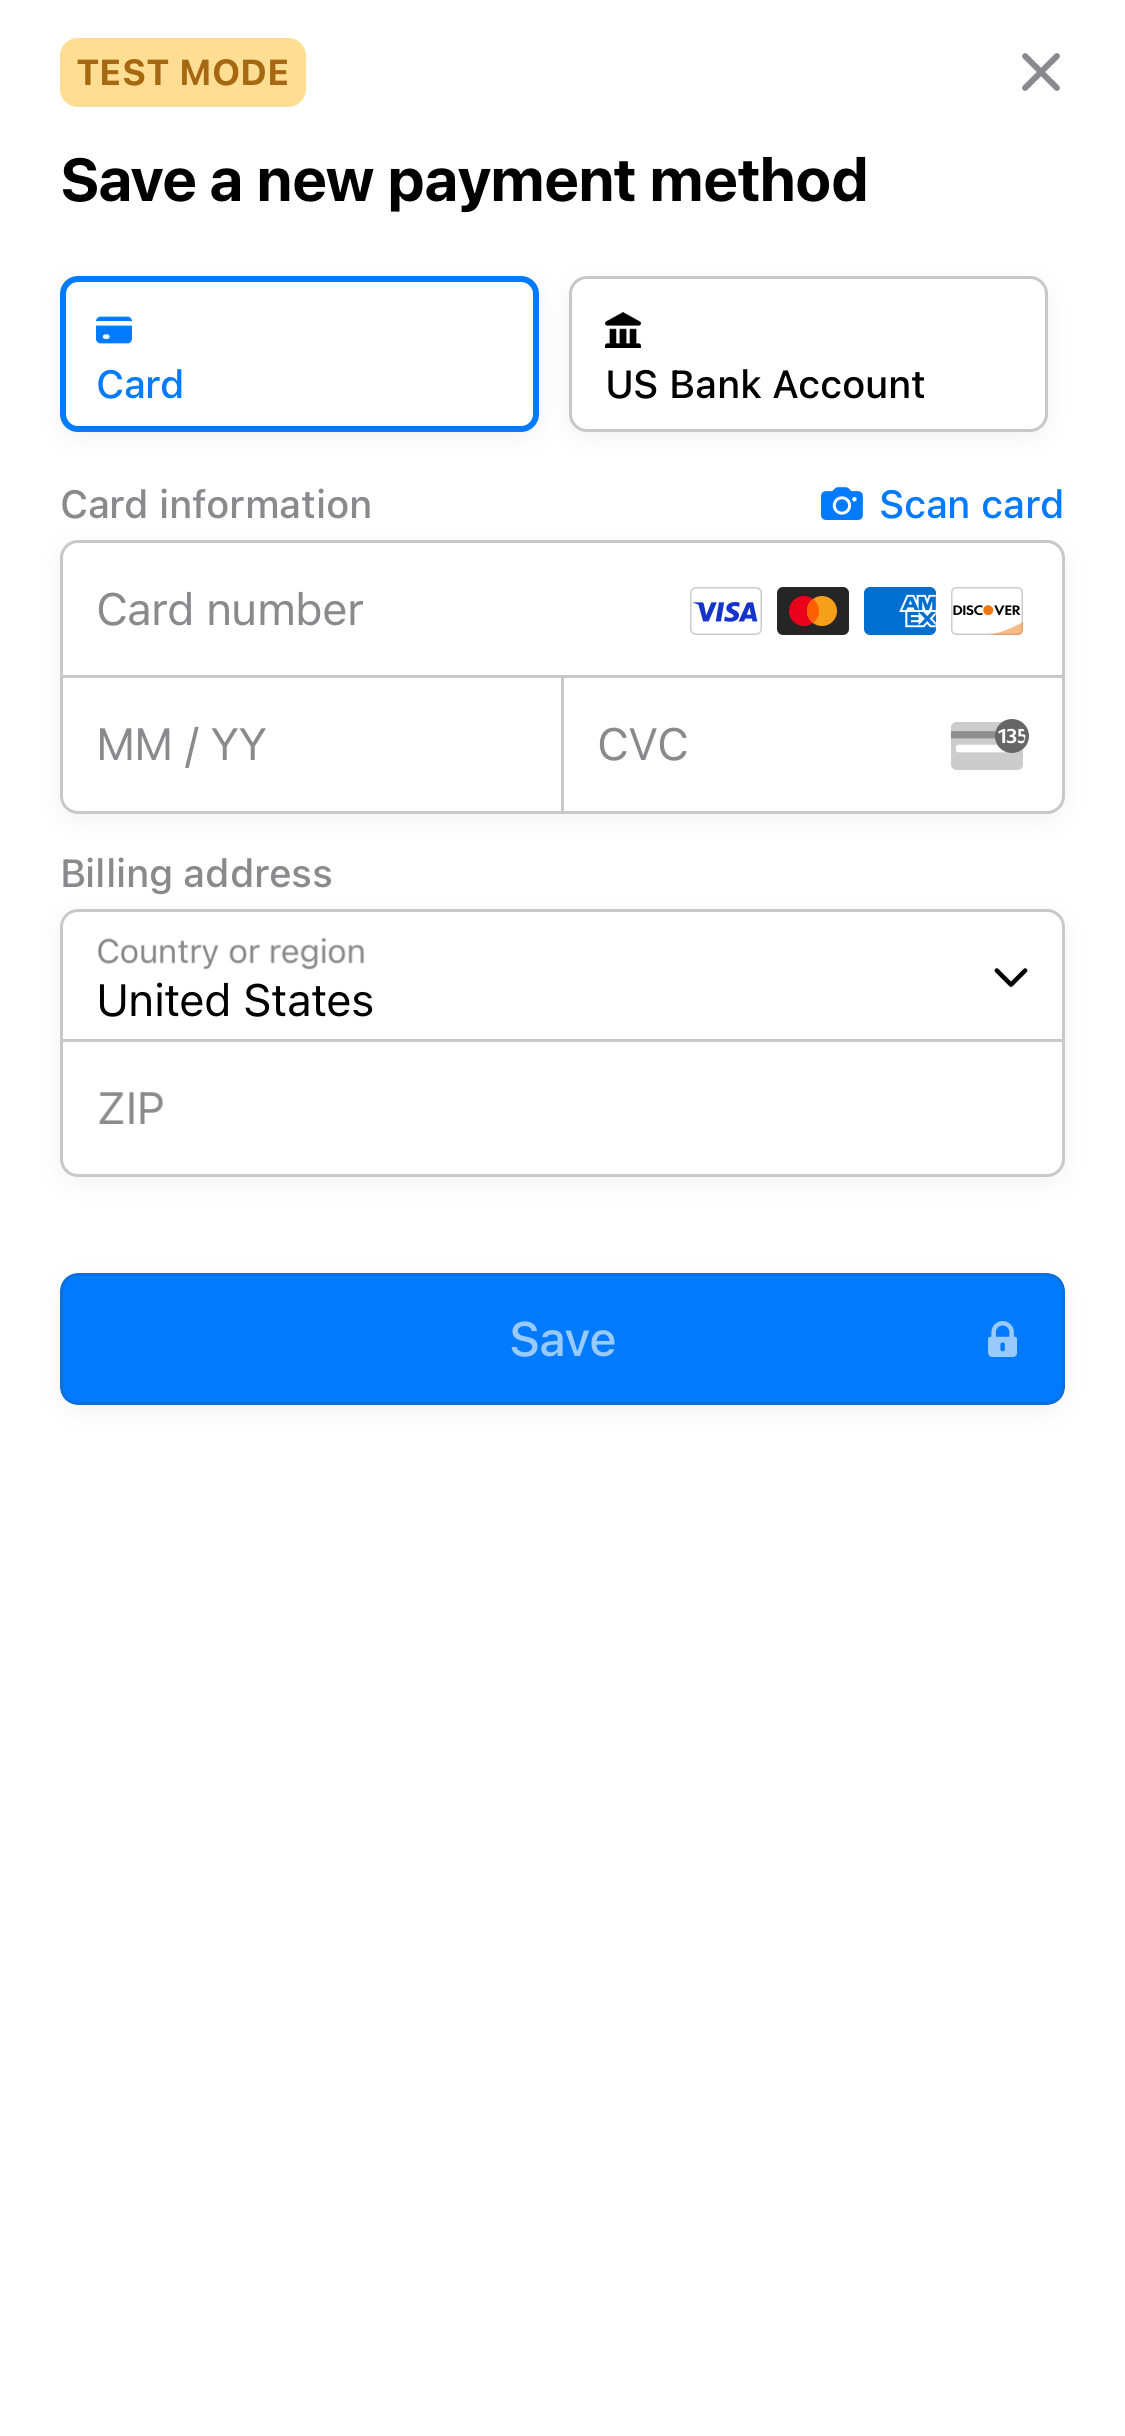 TEST MODE
Save a new payment method
Card
US Bank Account
Card information
Scan card
Card number
VISA
AM
EX
DISCOVER
MM / YY
CVC
135
Billing address
Country or region
United States
ZIP
Save